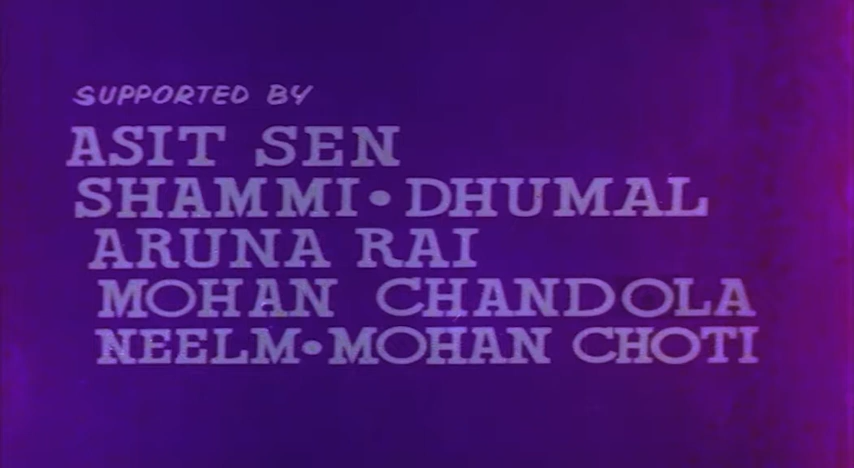 SUPPORTED BY
ASIT SEN
SHAMMI•DHUMAL
ARUNA RAI
MOHAN CHANDOLA
NEELM•MOHAN CHOTI